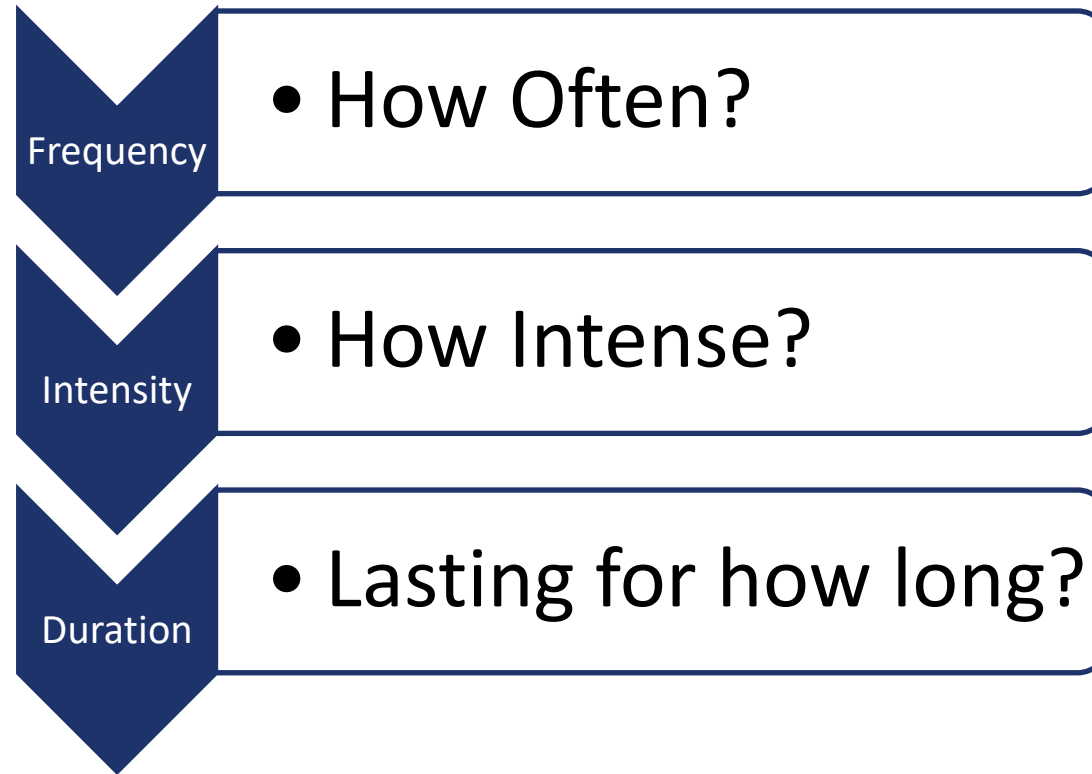 Frequency
• How Often?
Intensity
• How Intense?
Duration
• Lasting for how long?